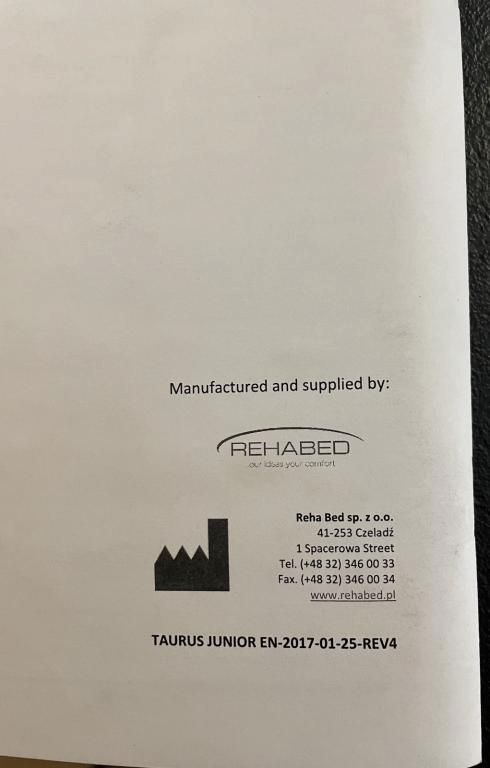 Manufactured and supplied by:
REHABED
...our ideas your comfort
Reha Bed sp. z o.o.
41-253 Czeladź
1 Spacerowa Street
Tel. (+48 32) 346 00 33
Fax. (+48 32) 346 00 34
www.rehabed.pl
TAURUS JUNIOR EN-2017-01-25-REV4